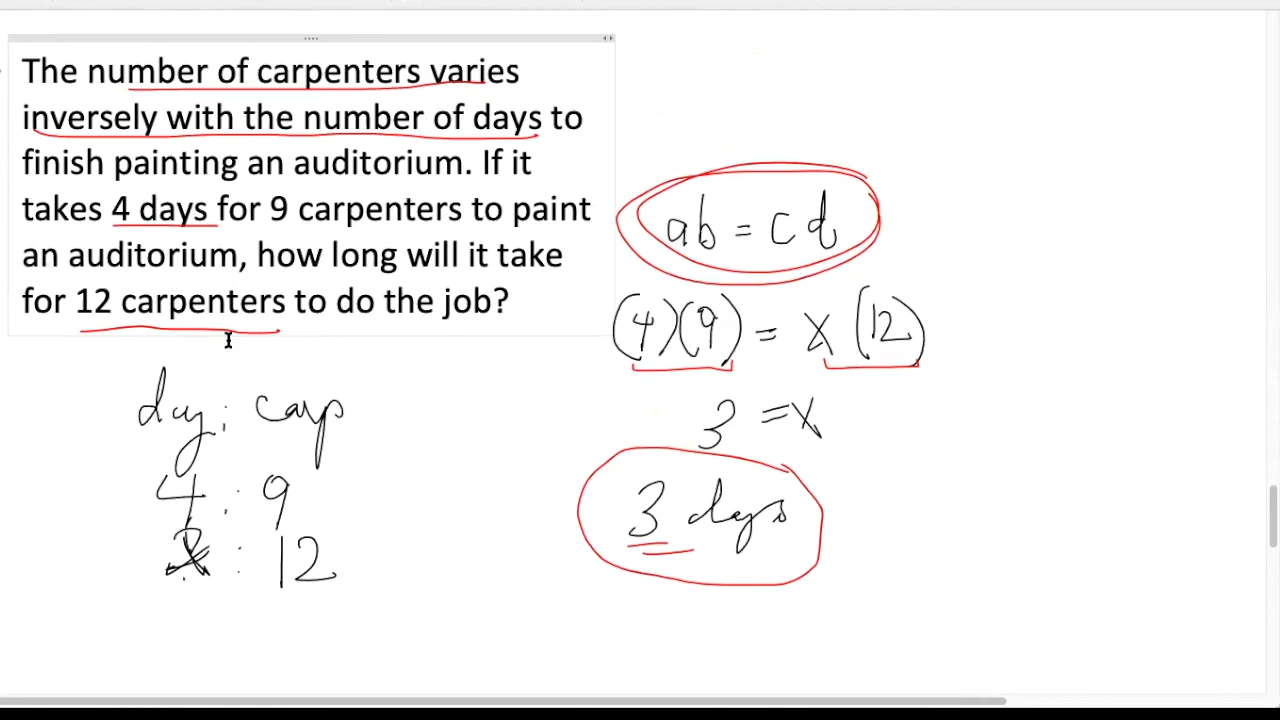 The number of carpenters varies
inversely with the number of days to
finish painting an auditorium. If it
takes 4 days for 9 carpenters to paint
an auditorium, how long will it take
for 12 carpenters to do the job?
ab = cd
(4)(9) = x(12)
3 = x
3 days
day : carp
4 : 9
x : 12